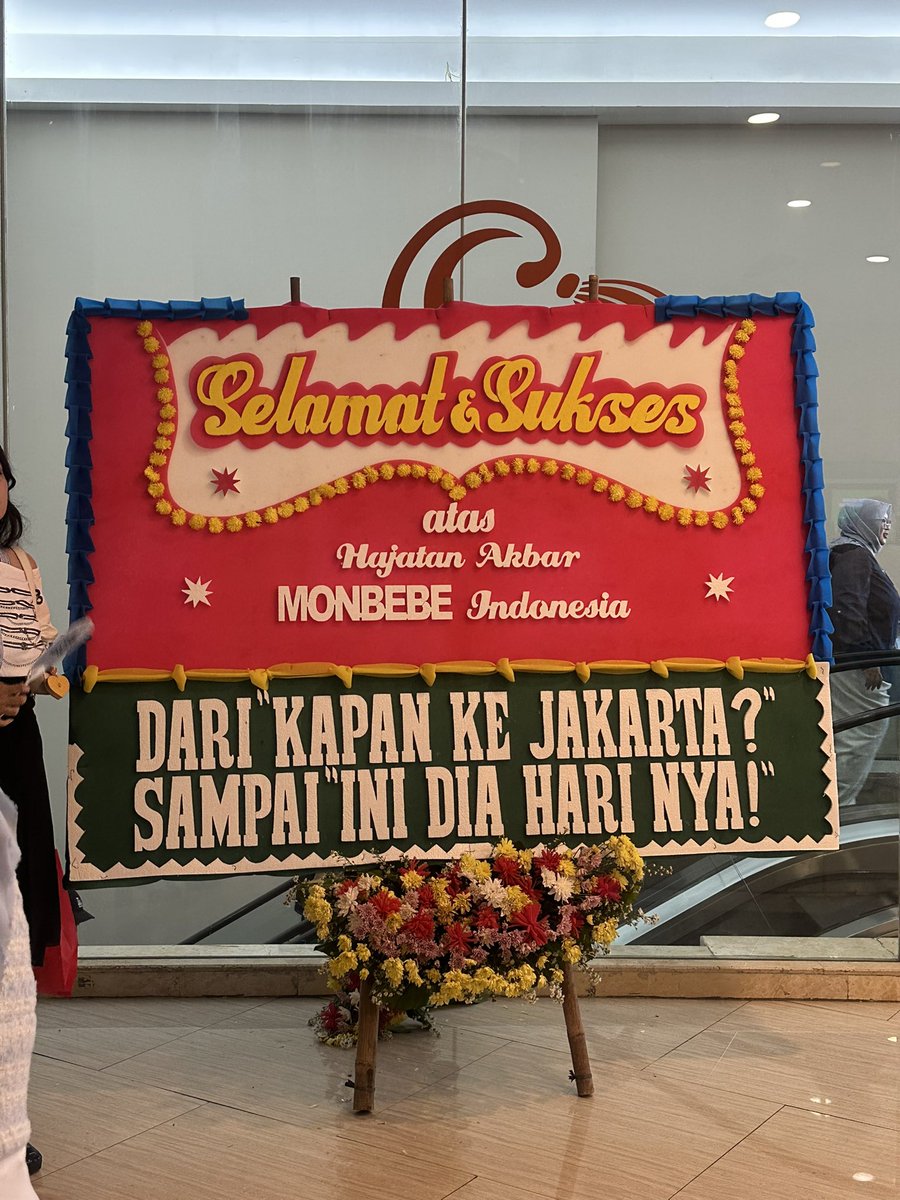 Selamat & Sukses
atas
Hajatan Akbar
MONBEBE Indonesia
DARI "KAPAN KE JAKARTA?"
SAMPAI "INI DIA HARI NYA!"